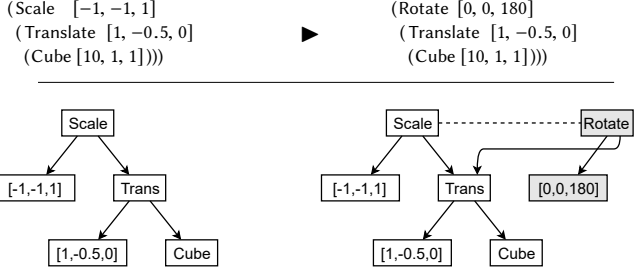 (Scale [−1, −1, 1] (Rotate [0, 0, 180]
(Translate [1, −0.5, 0] ► (Translate [1, −0.5, 0]
(Cube [10, 1, 1]))) (Cube [10, 1, 1])))
Scale Scale Rotate
[-1,-1,1] Trans [-1,-1,1] Trans [0,0,180]
[1,-0.5,0] Cube [1,-0.5,0] Cube